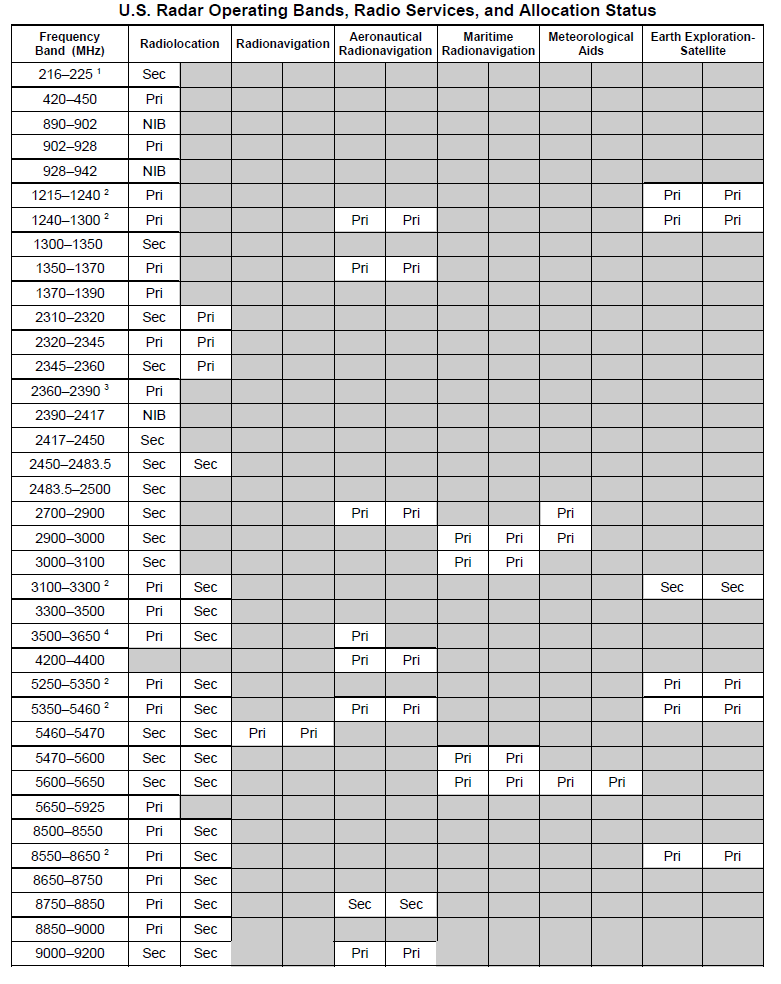 U.S. Radar Operating Bands, Radio Services, and Allocation Status
Frequency Band (MHz) Radiolocation Radionavigation Aeronautical Radionavigation Maritime Radionavigation Meteorological Aids Earth Exploration-Satellite
216–225 ¹ Sec
420–450 Pri
890–902 NIB
902–928 Pri
928–942 NIB
1215–1240 ² Pri Pri Pri
1240–1300 ² Pri Pri Pri Pri Pri
1300–1350 Sec
1350–1370 Pri Pri Pri
1370–1390 Pri
2310–2320 Sec Pri
2320–2345 Pri Pri
2345–2360 Sec Pri
2360–2390 ³ Pri
2390–2417 NIB
2417–2450 Sec
2450–2483.5 Sec Sec
2483.5–2500 Sec
2700–2900 Sec Pri Pri Pri
2900–3000 Sec Pri Pri Pri
3000–3100 Sec Pri Pri
3100–3300 ² Pri Sec Sec Sec
3300–3500 Pri Sec
3500–3650 ⁴ Pri Sec Pri
4200–4400 Pri Pri
5250–5350 ² Pri Sec Pri Pri
5350–5460 ² Pri Sec Pri Pri Pri Pri
5460–5470 Sec Sec Pri Pri
5470–5600 Sec Sec Pri Pri
5600–5650 Sec Sec Pri Pri Pri Pri
5650–5925 Pri
8500–8550 Pri Sec
8550–8650 ² Pri Sec Pri Pri
8650–8750 Pri Sec
8750–8850 Pri Sec Sec Sec
8850–9000 Pri Sec
9000–9200 Sec Sec Pri Pri